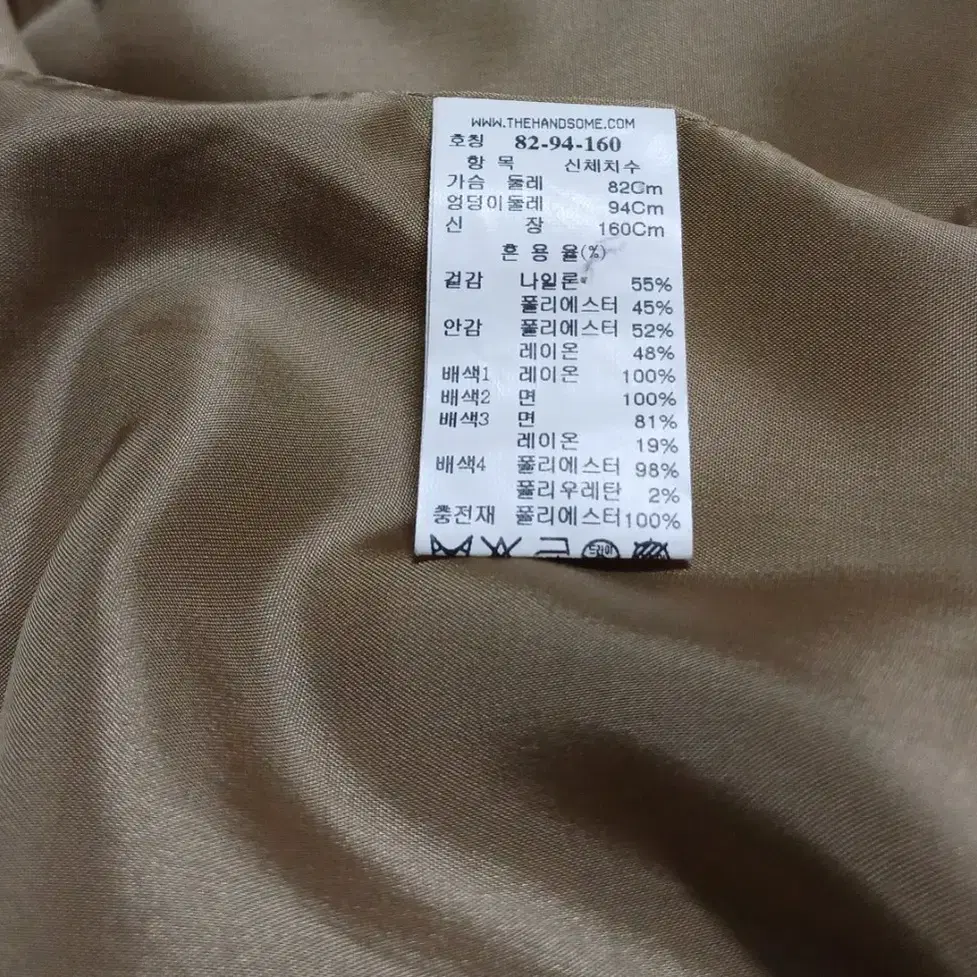 WWW.THEHANDSOME.COM
호칭 82-94-160
항 목 신체치수
가슴 둘레 82Cm
엉덩이둘레 94Cm
신 장 160Cm
혼 용 율(%)
겉감 나일론 55%
폴리에스터 45%
안감 폴리에스터 52%
레이온 48%
배색1 레이온 100%
배색2 면 100%
배색3 면 81%
레이온 19%
배색4 폴리에스터 98%
폴리우레탄 2%
충전재 폴리에스터100%
드라이